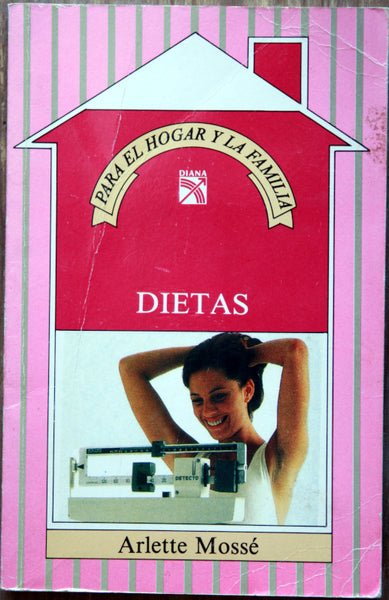 PARA EL HOGAR Y LA FAMILIA
DIANA
DIETAS
DETECTO
Arlette Mossé